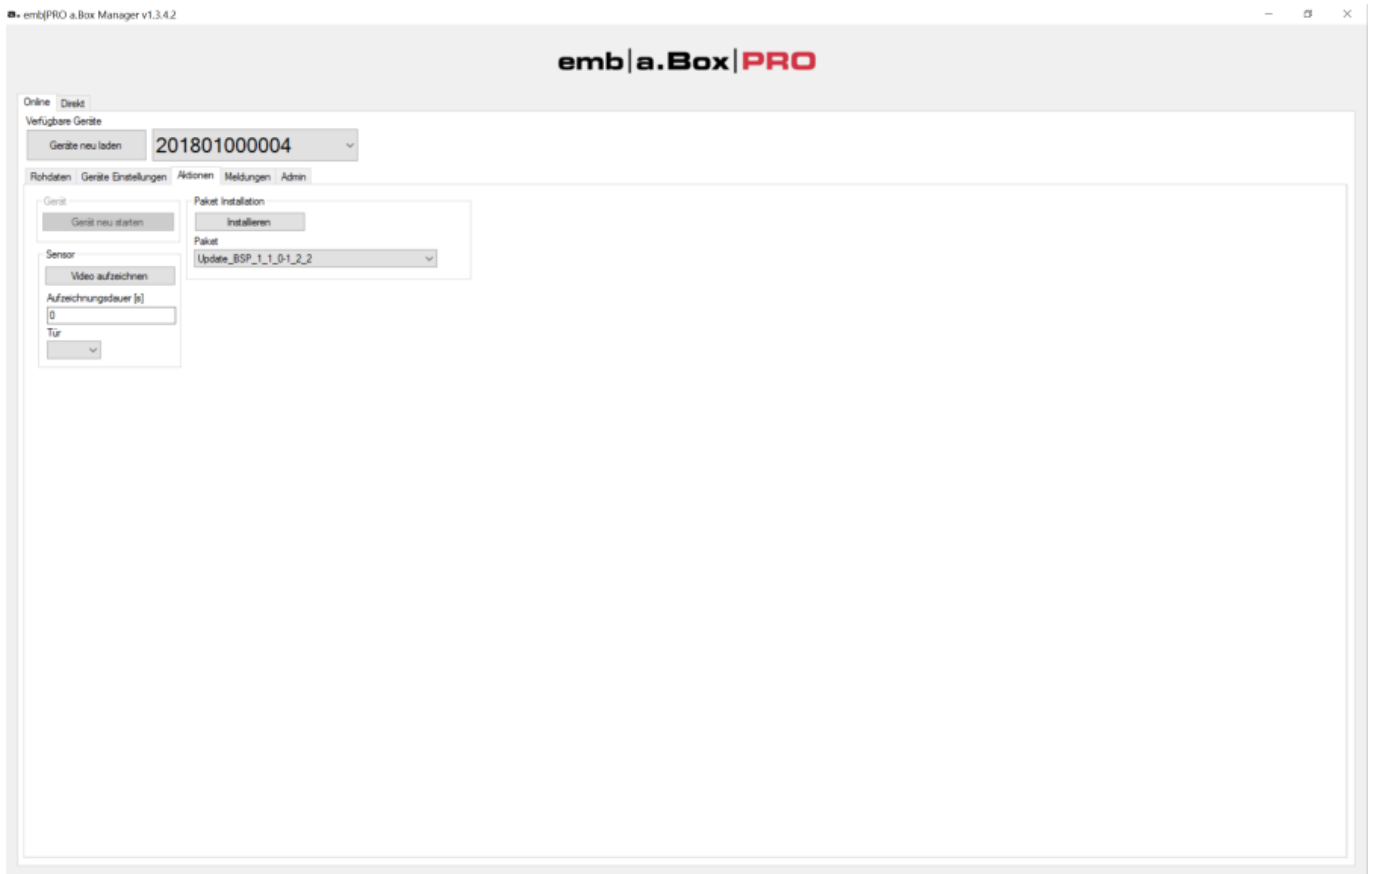 a. emb|PRO a.Box Manager v1.3.4.2
emb|a.Box|PRO
Online Direkt
Verfügbare Geräte
Geräte neu laden 201801000004
Rohdaten Geräte Einstellungen Aktionen Meldungen Admin
Gerät Paket Installation
Gerät neu starten Installieren
Paket
Sensor Update_BSP_1_1_0-1_2_2
Video aufzeichnen
Aufzeichnungsdauer [s]
0
Tür